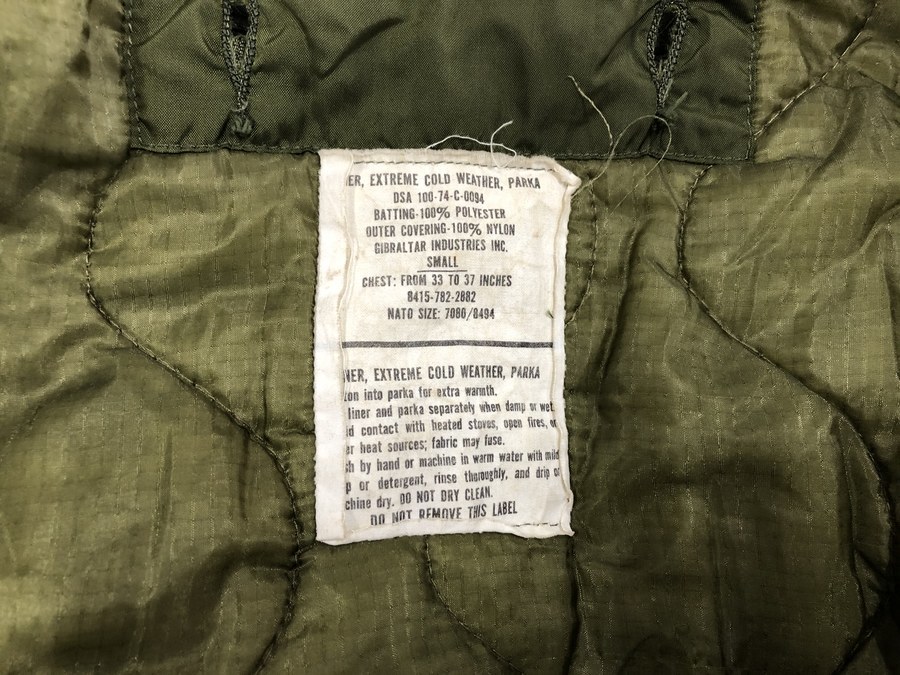 ER, EXTREME COLD WEATHER, PARKA
DSA 100-74-C-0094
BATTING-100% POLYESTER
OUTER COVERING-100% NYLON
GIBRALTAR INDUSTRIES INC.
SMALL
CHEST: FROM 33 TO 37 INCHES
8415-782-2882
NATO SIZE: 7080/8494
NER, EXTREME COLD WEATHER, PARKA
ton into parka for extra warmth.
liner and parka separately when damp or wet
d contact with heated stoves, open fires, or
er heat sources; fabric may fuse.
h by hand or machine in warm water with mild
p or detergent, rinse thoroughly, and drip or
chine dry. DO NOT DRY CLEAN.
DO NOT REMOVE THIS LABEL